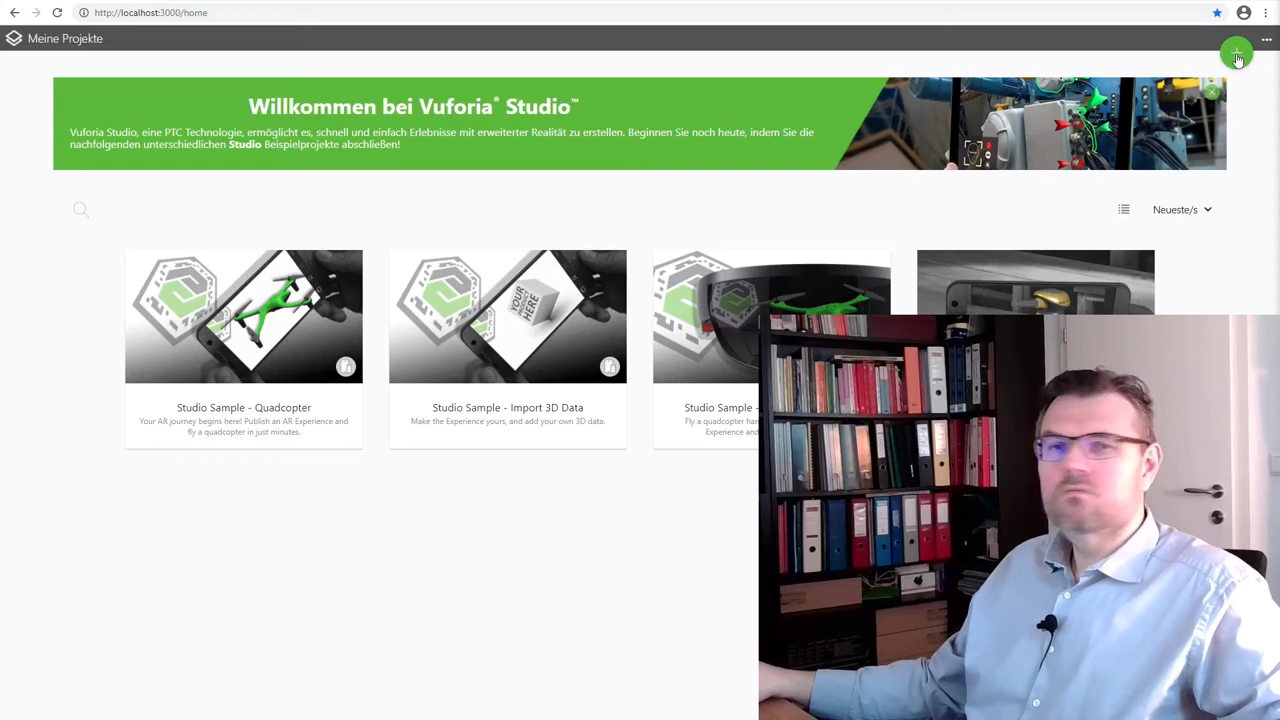 http://localhost:3000/home
Meine Projekte
Willkommen bei Vuforia® Studio™
Vuforia Studio, eine PTC Technologie, ermöglicht es, schnell und einfach Erlebnisse mit erweiterter Realität zu erstellen. Beginnen Sie noch heute, indem Sie die
nachfolgenden unterschiedlichen Studio Beispielprojekte abschließen!
Neueste/s
YOUR
PRODUCT
HERE
Studio Sample - Quadcopter
Your AR journey begins here! Publish an AR Experience and
fly a quadcopter in just minutes.
Studio Sample - Import 3D Data
Make the Experience yours, and add your own 3D data.
Studio Sample -
Fly a quadcopter
Experience and